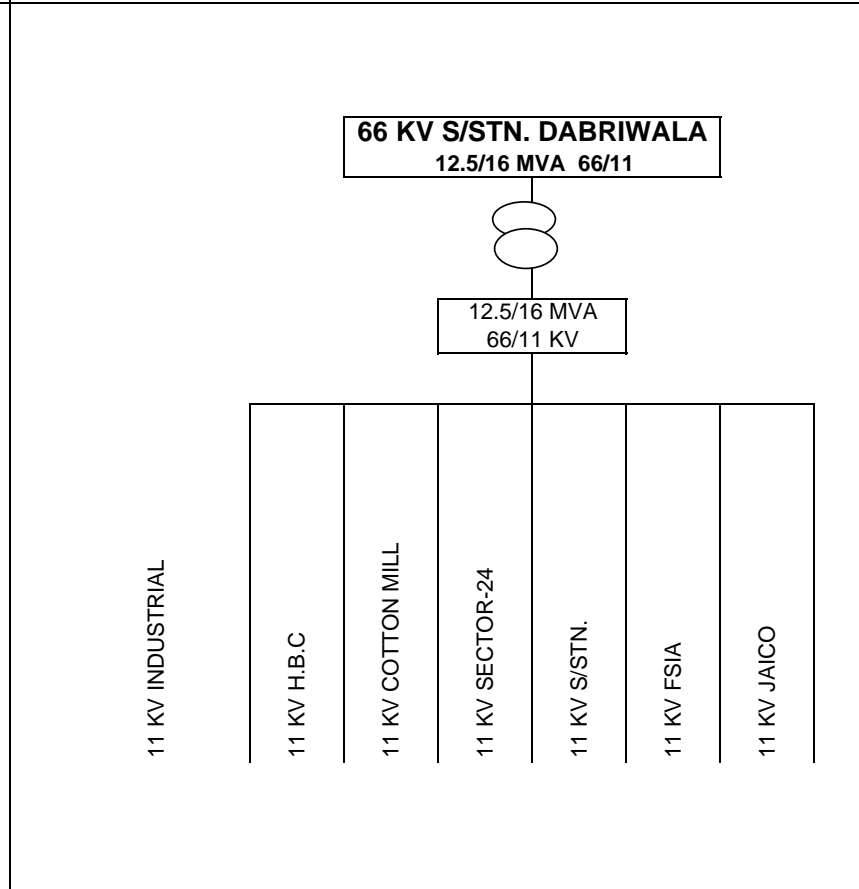 66 KV S/STN. DABRIWALA
12.5/16 MVA 66/11
12.5/16 MVA
66/11 KV
11 KV INDUSTRIAL
11 KV H.B.C
11 KV COTTON MILL
11 KV SECTOR-24
11 KV S/STN.
11 KV FSIA
11 KV JAICO